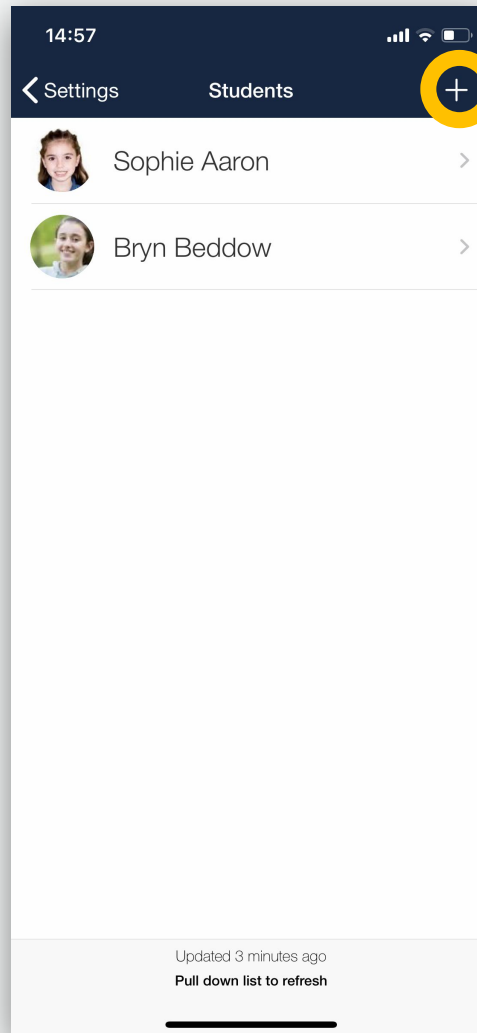 14:57
Settings
Students
+
Sophie Aaron
Bryn Beddow
Updated 3 minutes ago
Pull down list to refresh